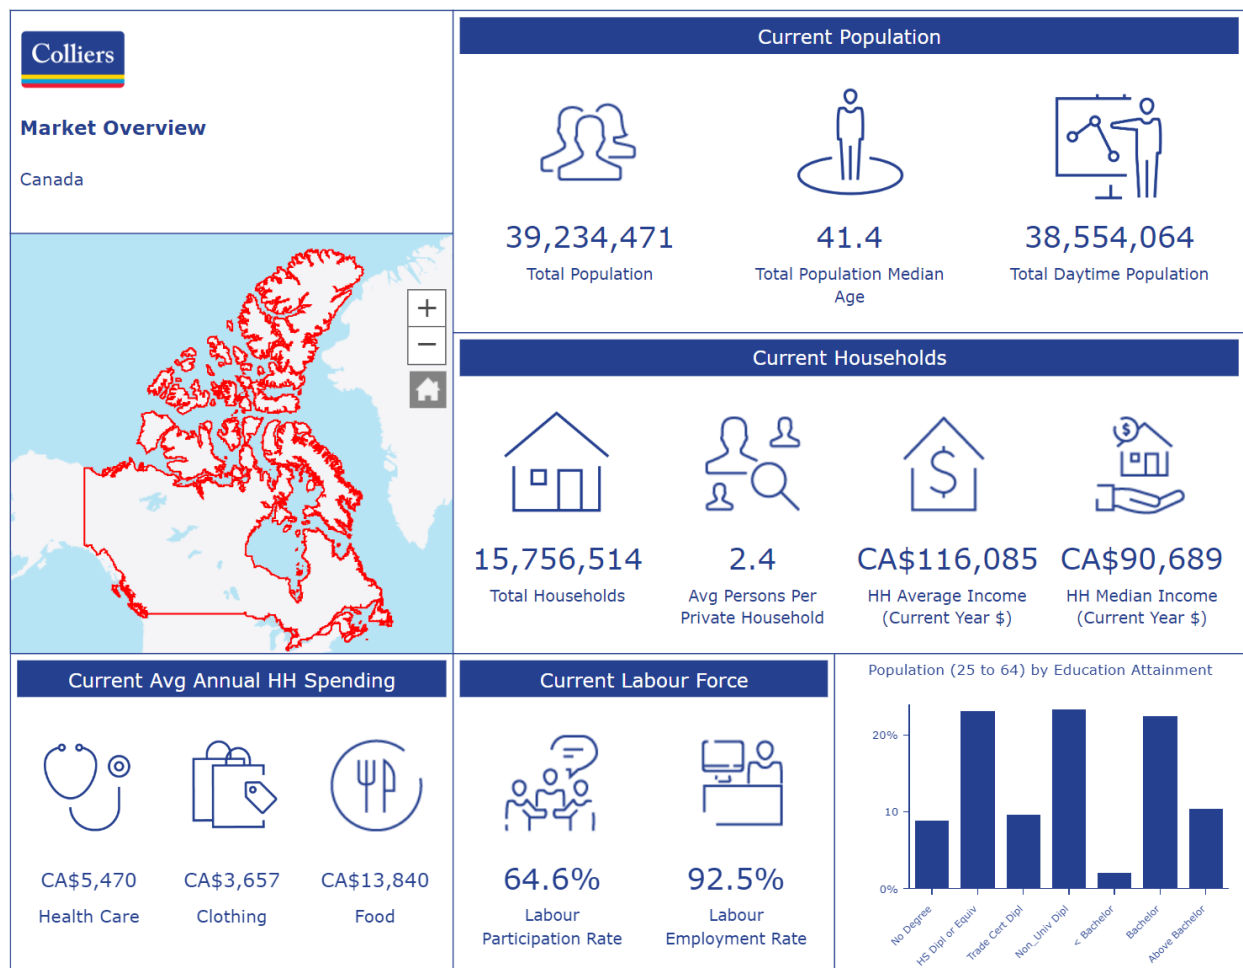 Colliers
Market Overview
Canada
+
−
Current Population
39,234,471
Total Population
41.4
Total Population Median
Age
38,554,064
Total Daytime Population
Current Households
$
$
15,756,514
Total Households
2.4
Avg Persons Per
Private Household
CA$116,085
HH Average Income
(Current Year $)
CA$90,689
HH Median Income
(Current Year $)
Current Avg Annual HH Spending
CA$5,470
Health Care
CA$3,657
Clothing
CA$13,840
Food
Current Labour Force
64.6%
Labour
Participation Rate
92.5%
Labour
Employment Rate
Population (25 to 64) by Education Attainment
20%
10
0%
No Degree
HS Dipl or Equiv
Trade Cert Dipl
Non_Univ Dipl
< Bachelor
Bachelor
Above Bachelor